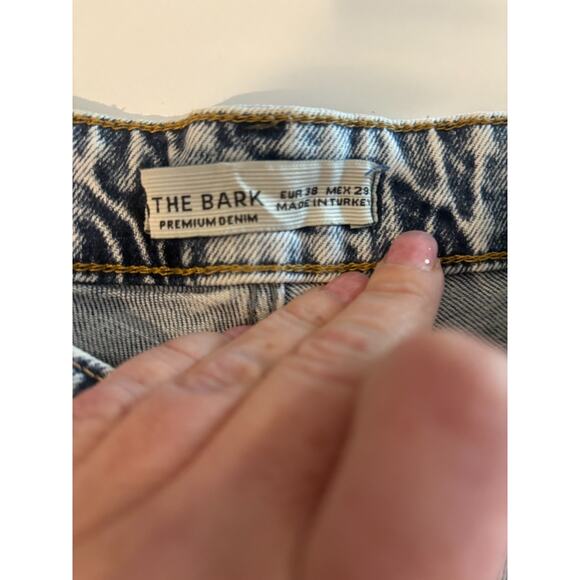 THE BARK
PREMIUM DENIM
EUR 38 MEX 29
MADE IN TURKEY